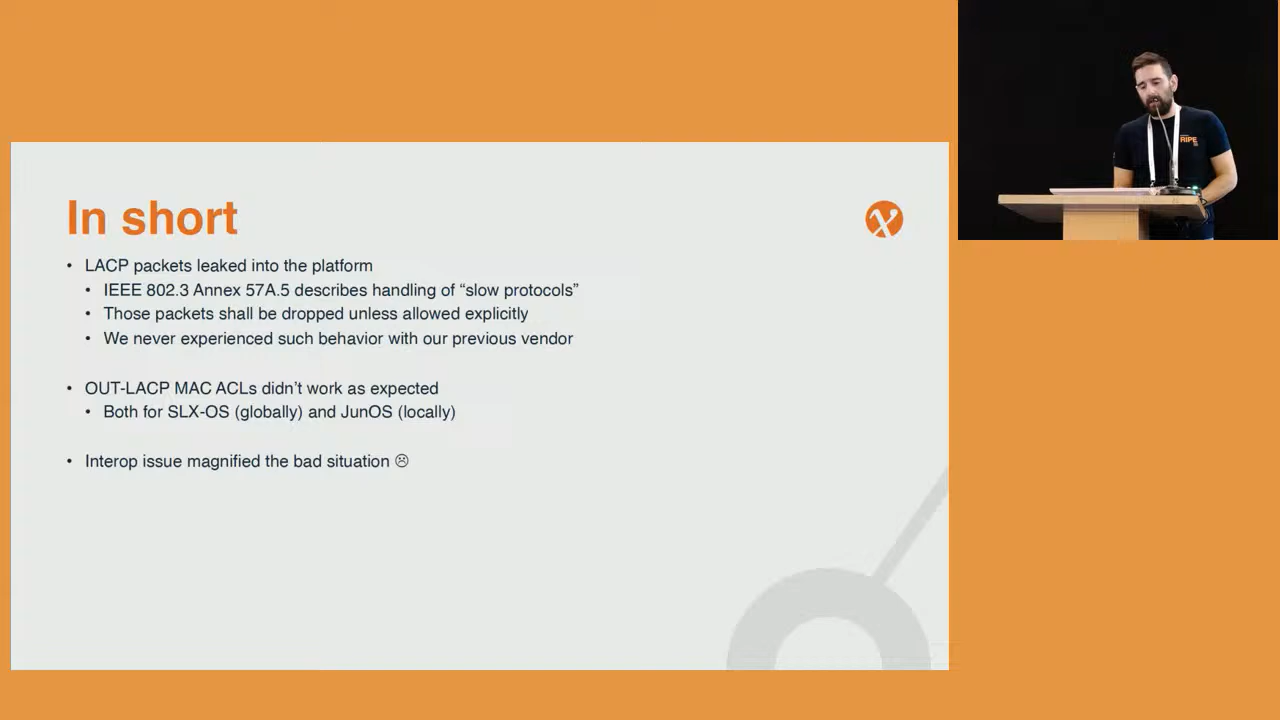 In short
• LACP packets leaked into the platform
• IEEE 802.3 Annex 57A.5 describes handling of “slow protocols”
• Those packets shall be dropped unless allowed explicitly
• We never experienced such behavior with our previous vendor
• OUT-LACP MAC ACLs didn’t work as expected
• Both for SLX-OS (globally) and JunOS (locally)
• Interop issue magnified the bad situation ☹
RIPE